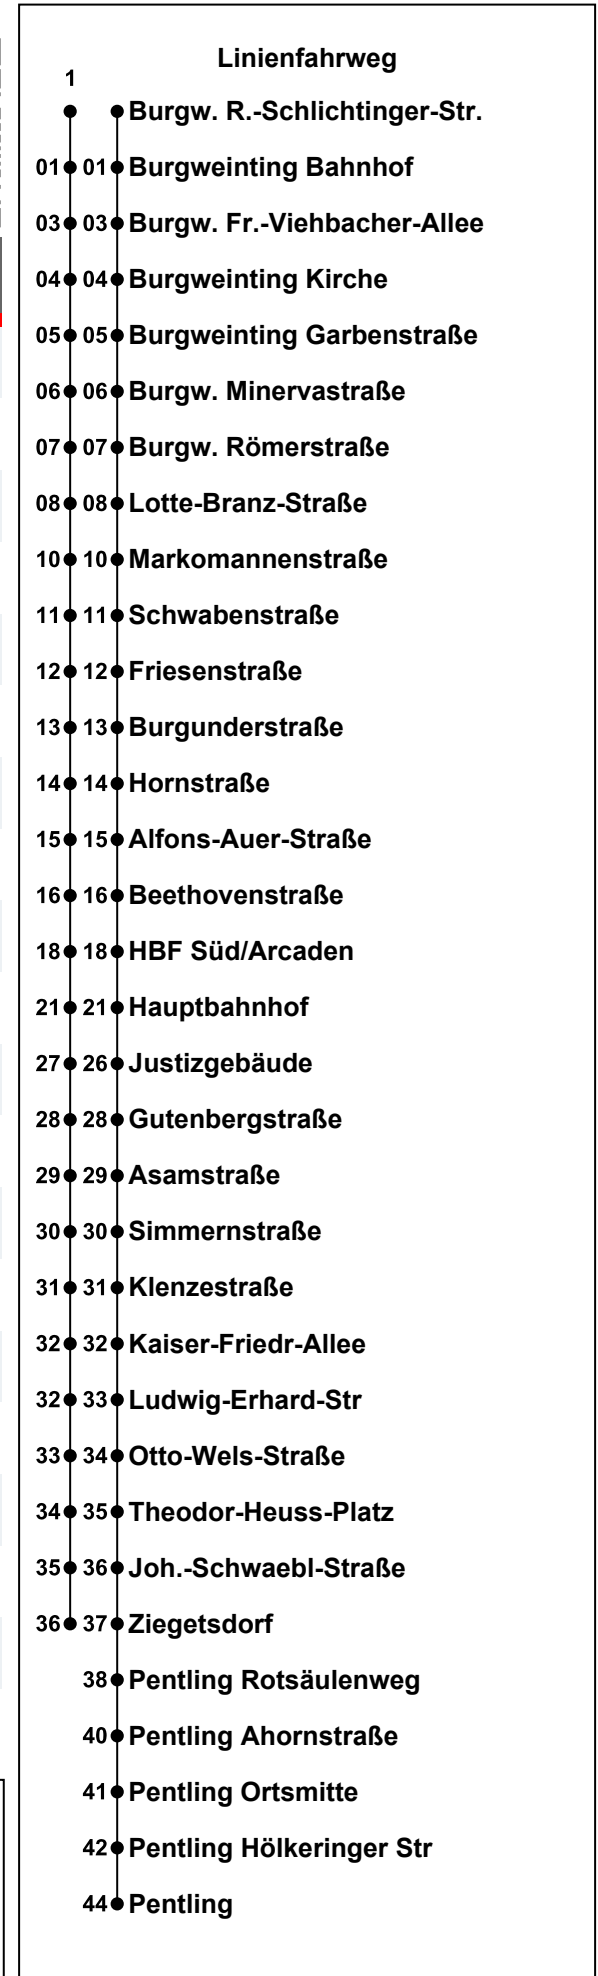 Linienfahrweg
1
Burgw. R.-Schlichtinger-Str.
01 01 Burgweinting Bahnhof
03 03 Burgw. Fr.-Viehbacher-Allee
04 04 Burgweinting Kirche
05 05 Burgweinting Garbenstraße
06 06 Burgw. Minervastraße
07 07 Burgw. Römerstraße
08 08 Lotte-Branz-Straße
10 10 Markomannenstraße
11 11 Schwabenstraße
12 12 Friesenstraße
13 13 Burgunderstraße
14 14 Hornstraße
15 15 Alfons-Auer-Straße
16 16 Beethovenstraße
18 18 HBF Süd/Arcaden
21 21 Hauptbahnhof
27 26 Justizgebäude
28 28 Gutenbergstraße
29 29 Asamstraße
30 30 Simmernstraße
31 31 Klenzestraße
32 32 Kaiser-Friedr-Allee
32 33 Ludwig-Erhard-Str
33 34 Otto-Wels-Straße
34 35 Theodor-Heuss-Platz
35 36 Joh.-Schwaebl-Straße
36 37 Ziegetsdorf
38 Pentling Rotsäulenweg
40 Pentling Ahornstraße
41 Pentling Ortsmitte
42 Pentling Hölkeringer Str
44 Pentling